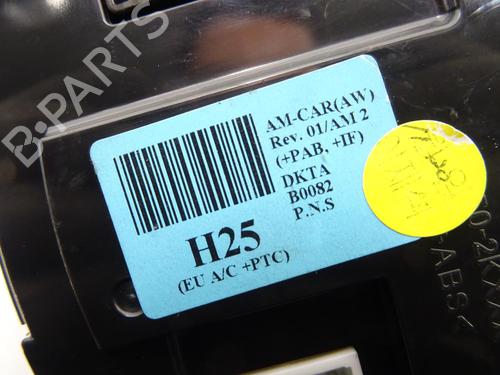 B-PARTS
AM-CAR(AW)
Rev. 01/AM 2
(+PAB, +IF)
DKTA
B0082
P.N.S
H25
(EU A/C +PTC)